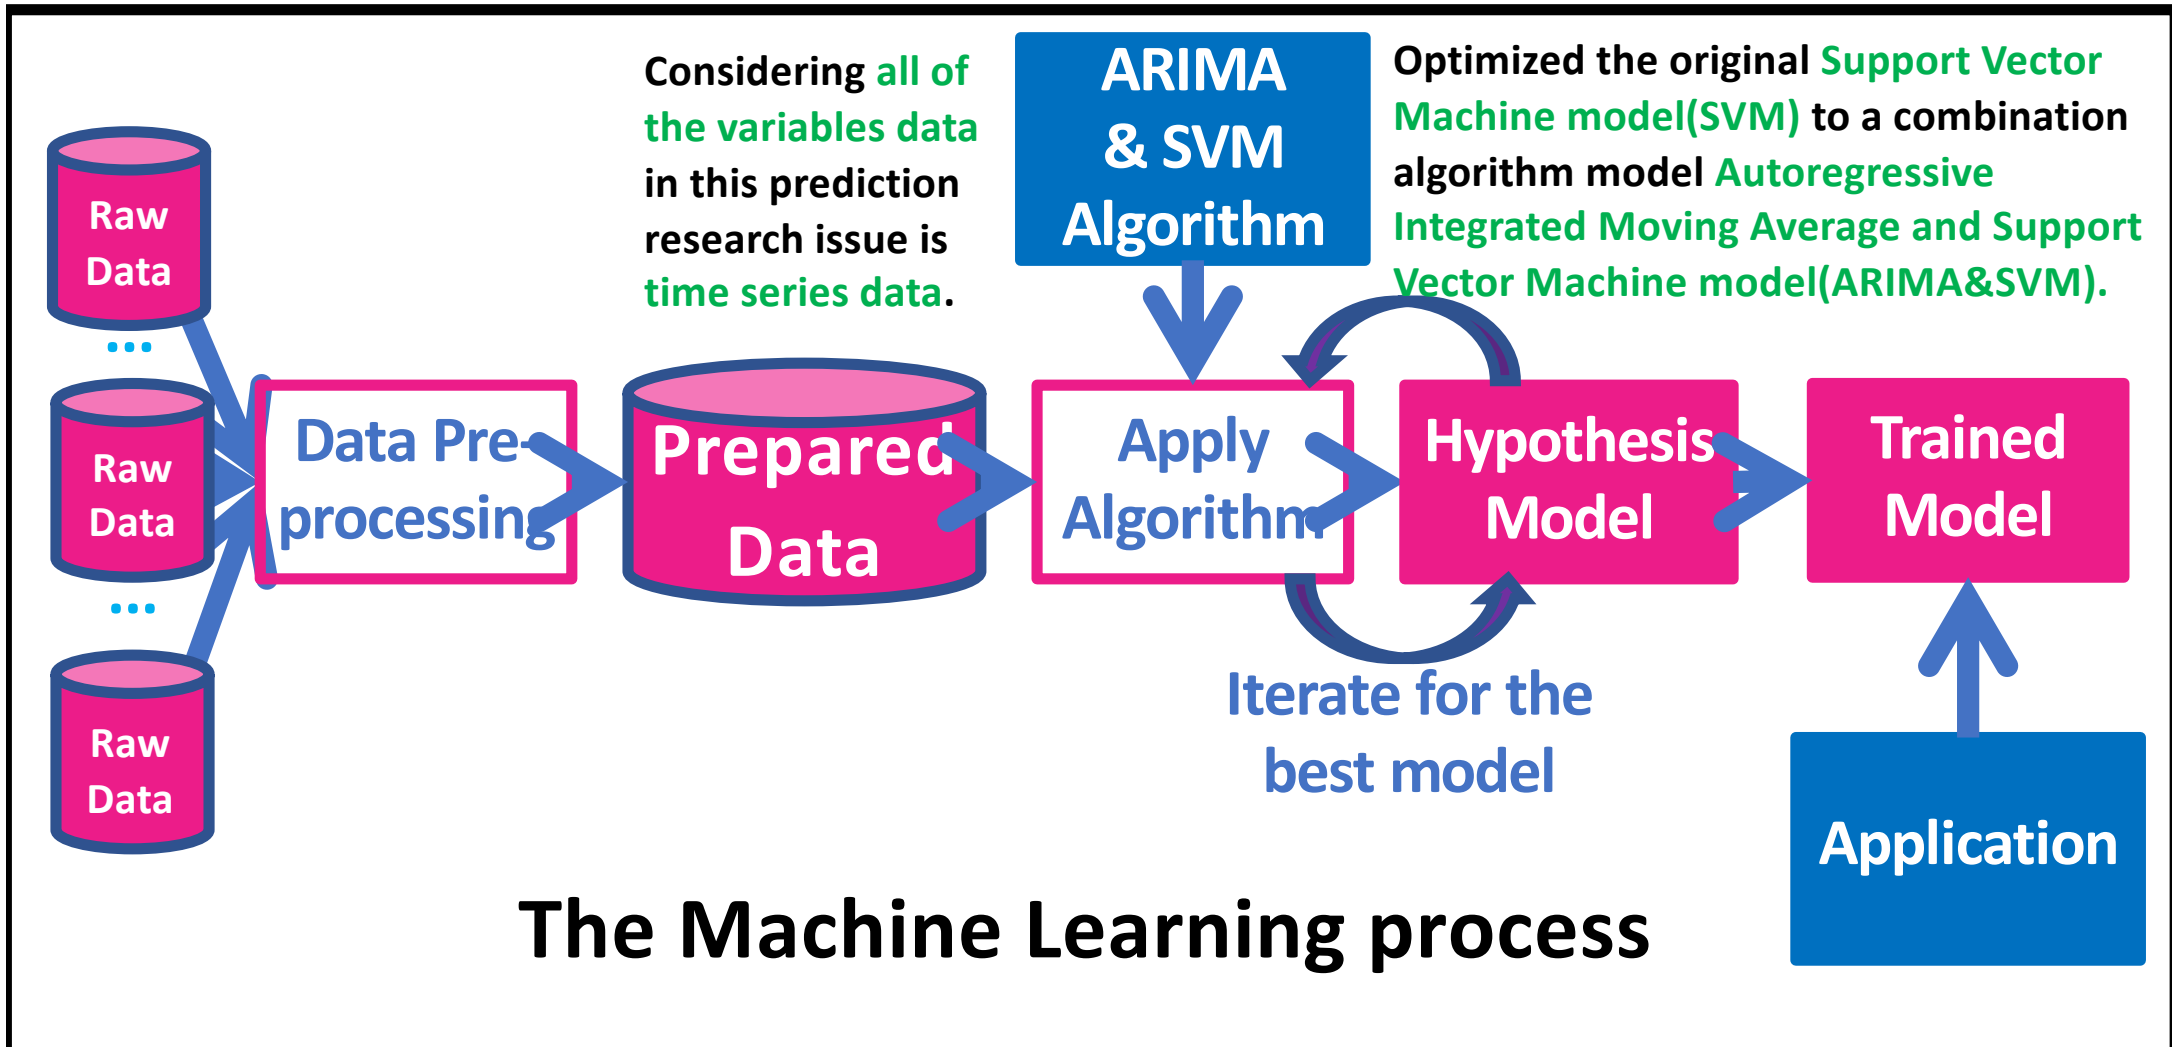 Considering all of
the variables data
in this prediction
research issue is
time series data.
ARIMA
& SVM
Algorithm
Optimized the original Support Vector
Machine model(SVM) to a combination
algorithm model Autoregressive
Integrated Moving Average and Support
Vector Machine model(ARIMA&SVM).
Raw
Data
...
Raw
Data
...
Raw
Data
Data Pre-
processing
Prepared
Data
Apply
Algorithm
Hypothesis
Model
Trained
Model
Iterate for the
best model
Application
The Machine Learning process